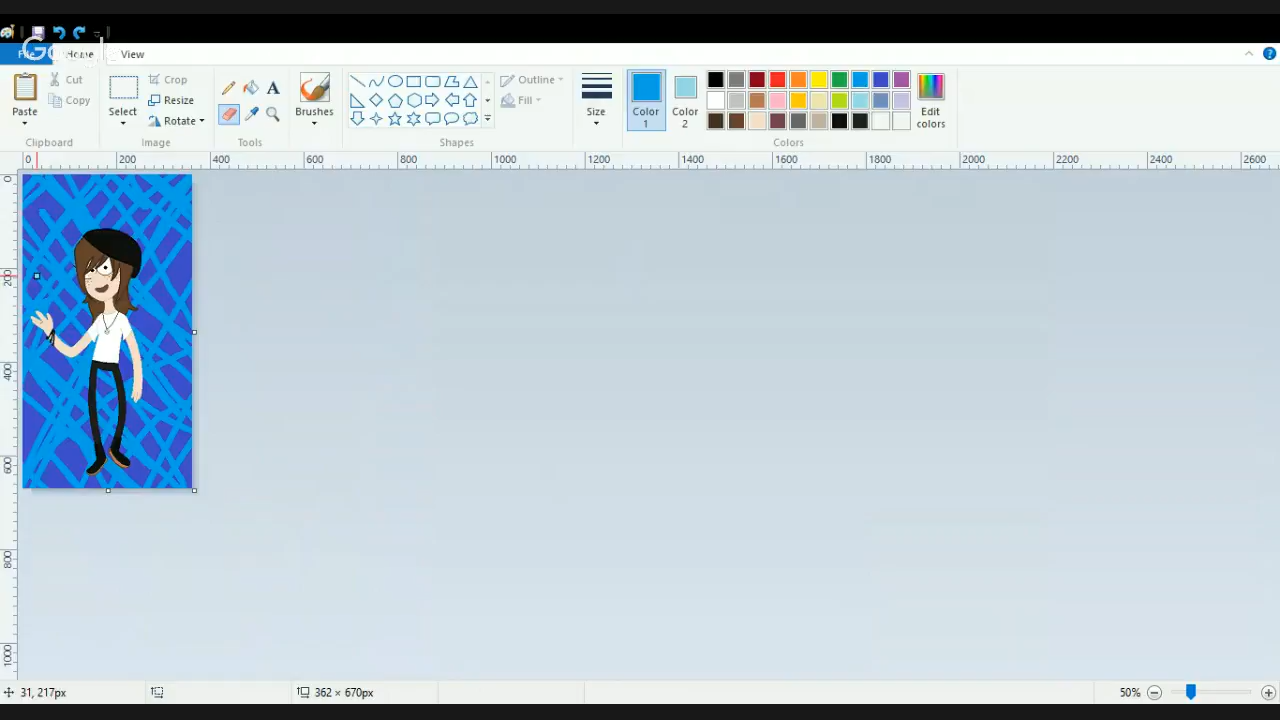 File Home View
Paste
Cut
Copy
Clipboard
Select
Crop
Resize
Rotate
Image
A
Tools
Brushes
Shapes
Outline
Fill
Size
Color
1
Color
2
Edit
colors
Colors
0 200 400 600 800 1000 1200 1400 1600 1800 2000 2200 2400 2600
0
200
400
600
800
1000
31, 217px
362 × 670px
50%